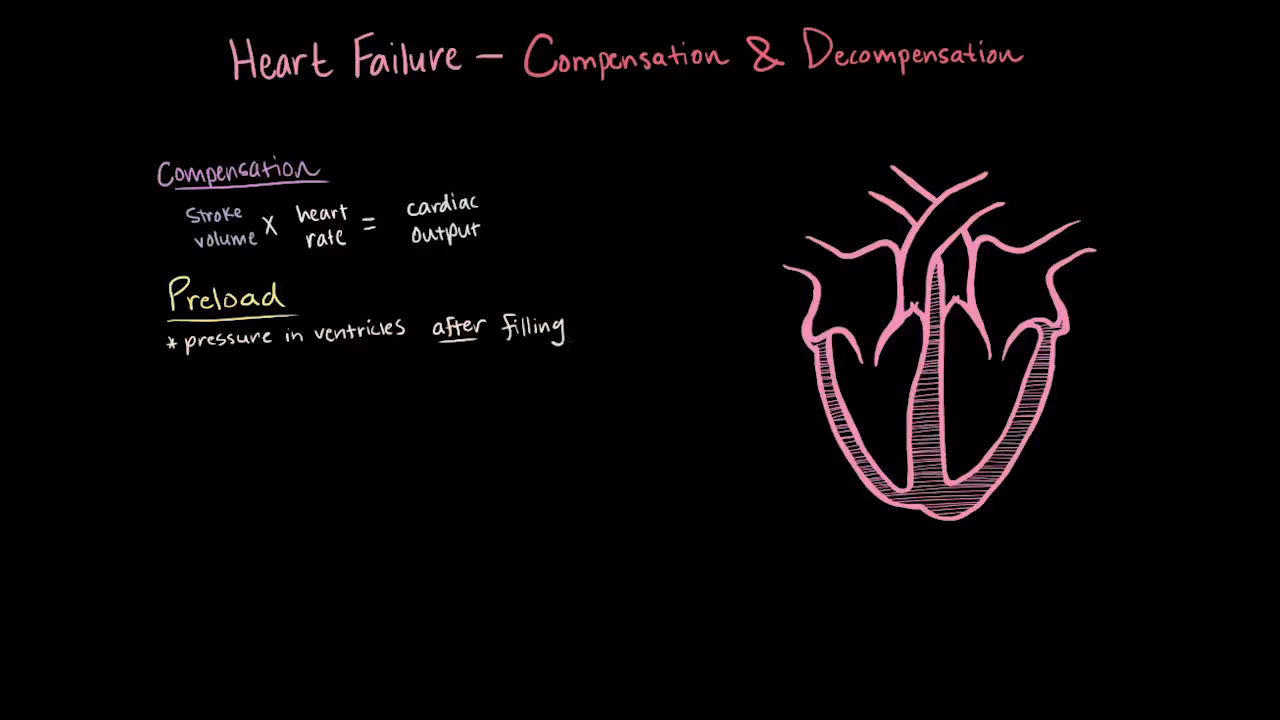 Heart Failure – Compensation & Decompensation
Compensation
Stroke volume x heart rate = cardiac output
Preload
* pressure in ventricles after filling